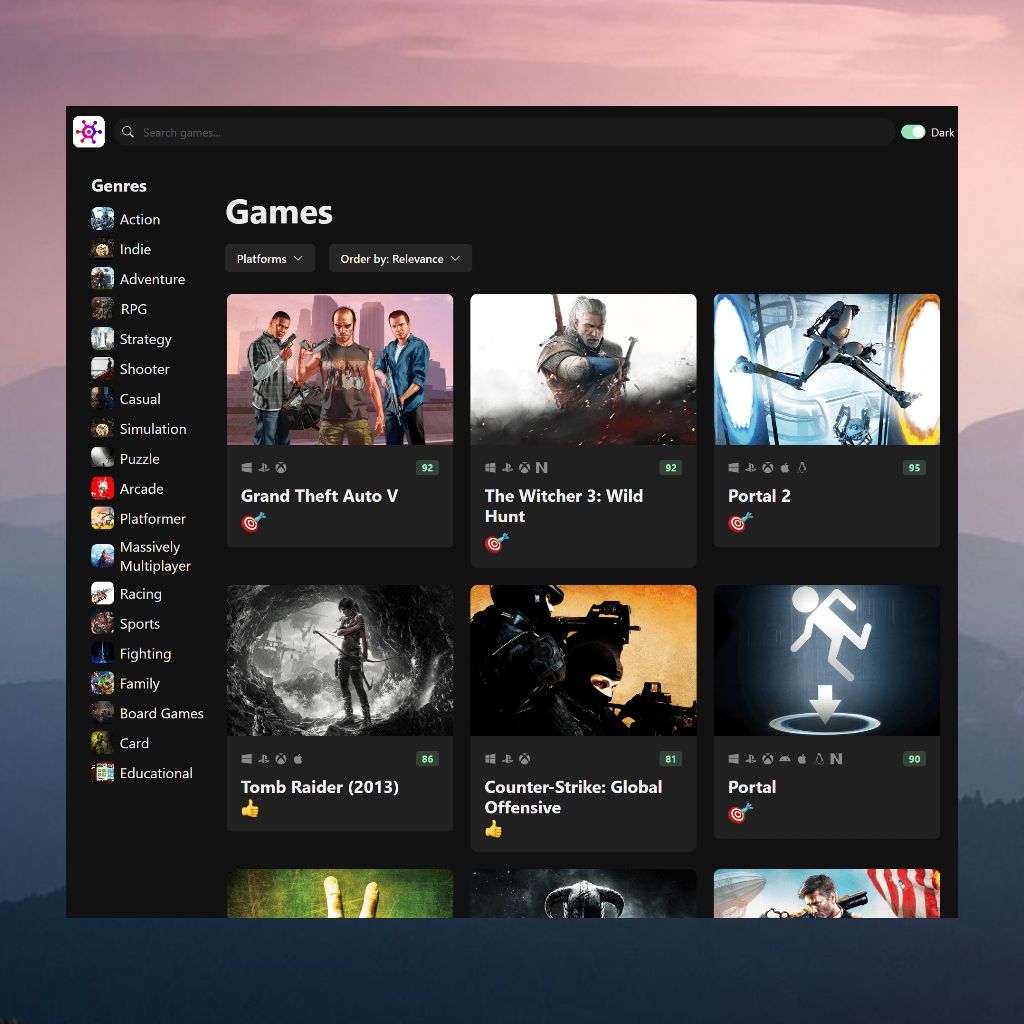 Search games...
Dark
Genres
Action
Indie
Adventure
RPG
Strategy
Shooter
Casual
Simulation
Puzzle
Arcade
Platformer
Massively
Multiplayer
Racing
Sports
Fighting
Family
Board Games
Card
Educational
Games
Platforms
Order by: Relevance
92
Grand Theft Auto V
92
The Witcher 3: Wild
Hunt
95
Portal 2
86
Tomb Raider (2013)
81
Counter-Strike: Global
Offensive
90
Portal